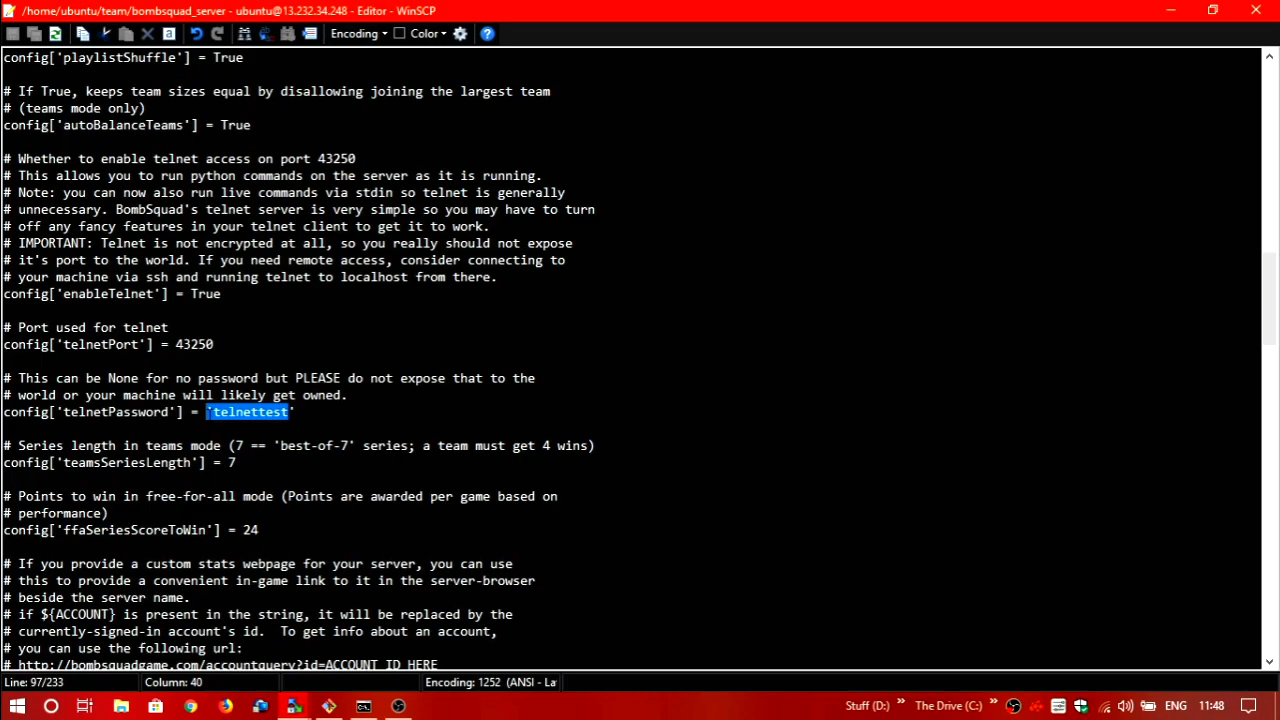 /home/ubuntu/team/bombsquad_server - ubuntu@13.232.34.248 - Editor - WinSCP
Encoding
Color
config['playlistShuffle'] = True
# If True, keeps team sizes equal by disallowing joining the largest team
# (teams mode only)
config['autoBalanceTeams'] = True
# Whether to enable telnet access on port 43250
# This allows you to run python commands on the server as it is running.
# Note: you can now also run live commands via stdin so telnet is generally
# unnecessary. BombSquad's telnet server is very simple so you may have to turn
# off any fancy features in your telnet client to get it to work.
# IMPORTANT: Telnet is not encrypted at all, so you really should not expose
# it's port to the world. If you need remote access, consider connecting to
# your machine via ssh and running telnet to localhost from there.
config['enableTelnet'] = True
# Port used for telnet
config['telnetPort'] = 43250
# This can be None for no password but PLEASE do not expose that to the
# world or your machine will likely get owned.
config['telnetPassword'] = 'telnettest'
# Series length in teams mode (7 == 'best-of-7' series; a team must get 4 wins)
config['teamsSeriesLength'] = 7
# Points to win in free-for-all mode (Points are awarded per game based on
# performance)
config['ffaSeriesScoreToWin'] = 24
# If you provide a custom stats webpage for your server, you can use
# this to provide a convenient in-game link to it in the server-browser
# beside the server name.
# if ${ACCOUNT} is present in the string, it will be replaced by the
# currently-signed-in account's id.  To get info about an account,
# you can use the following url:
# http://bombsquadgame.com/accountquery?id=ACCOUNT_ID_HERE
Line: 97/233
Column: 40
Encoding: 1252 (ANSI - La
Stuff (D:)
The Drive (C:)
ENG
11:48